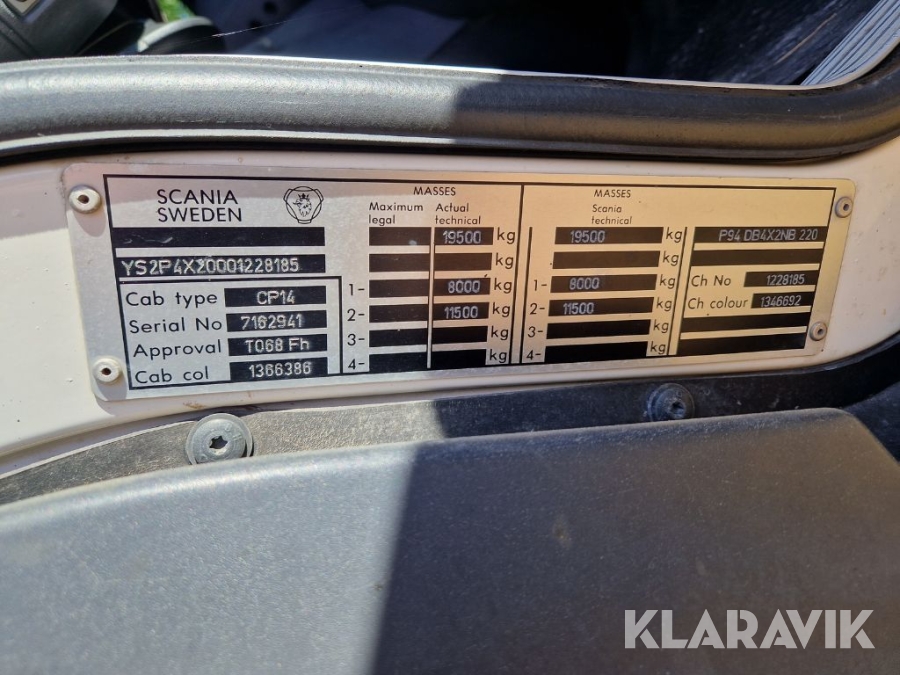 SCANIA
SWEDEN
YS2P4X20001228185
Cab type CP14
Serial No 7162941
Approval T068 Fh
Cab col 1366386
MASSES
Maximum legal Actual technical
19500 kg
kg
1- 8000 kg
2- 11500 kg
3- kg
4- kg
MASSES
Scania technical
19500 kg
kg
1- 8000 kg
2- 11500 kg
3- kg
4- kg
P94 DB4X2NB 220
Ch No 1228185
Ch colour 1346692
KLARAVIK